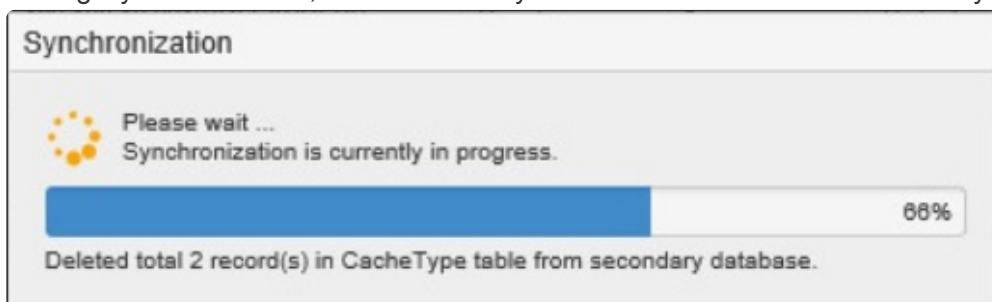 Synchronization
Please wait ...
Synchronization is currently in progress.
66%
Deleted total 2 record(s) in CacheType table from secondary database.